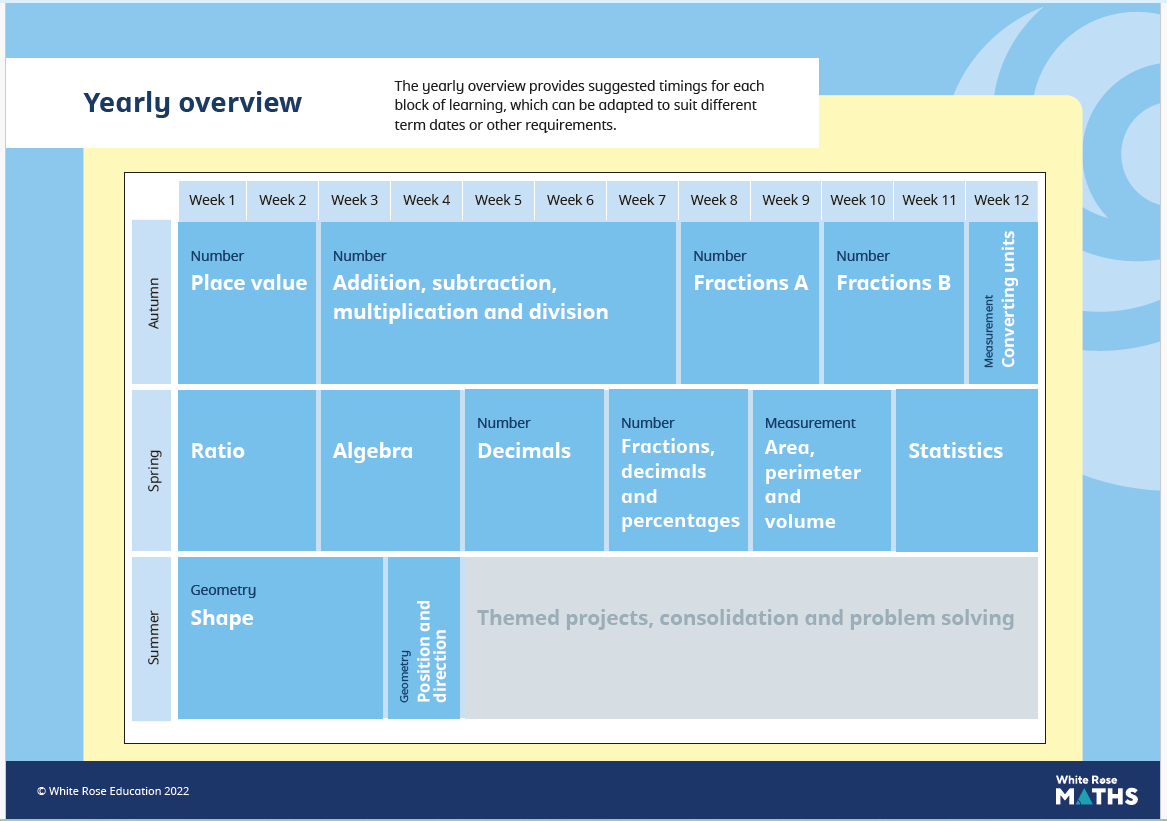 Yearly overview
The yearly overview provides suggested timings for each
block of learning, which can be adapted to suit different
term dates or other requirements.
Week 1 Week 2 Week 3 Week 4 Week 5 Week 6 Week 7 Week 8 Week 9 Week 10 Week 11 Week 12
Autumn
Number
Place value
Number
Addition, subtraction,
multiplication and division
Number
Fractions A
Number
Fractions B
Measurement
Converting units
Spring
Ratio
Algebra
Number
Decimals
Number
Fractions,
decimals
and
percentages
Measurement
Area,
perimeter
and
volume
Statistics
Summer
Geometry
Shape
Geometry
Position and
direction
Themed projects, consolidation and problem solving
© White Rose Education 2022
White Rose
MATHS